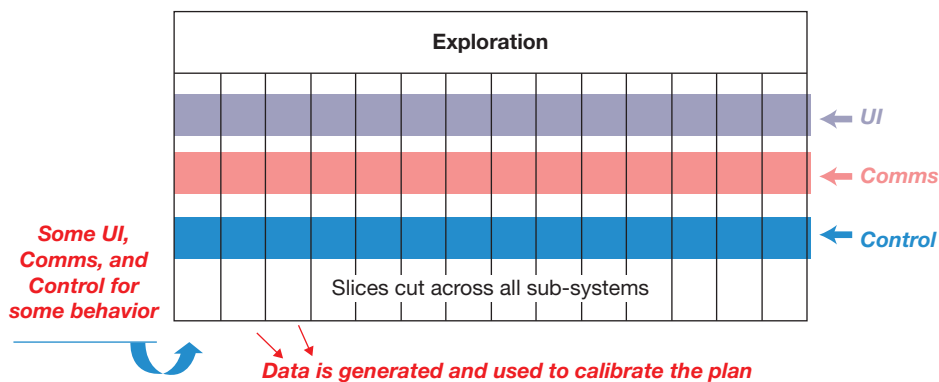 Exploration
UI
Comms
Control
Some UI,
Comms, and
Control for
some behavior
Slices cut across all sub-systems
Data is generated and used to calibrate the plan